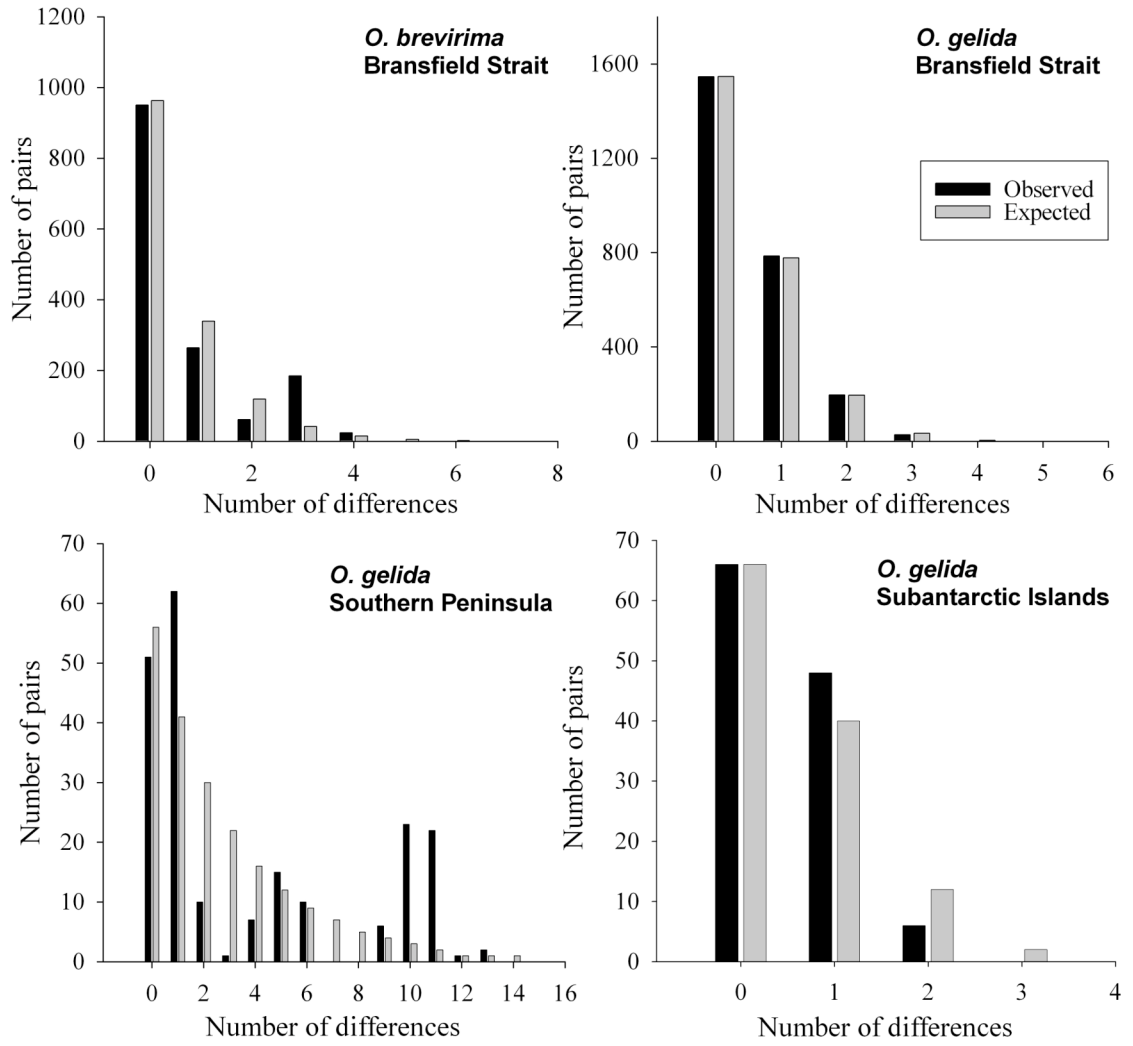 O. brevirima
Bransfield Strait
Number of pairs
1200
1000
800
600
400
200
0
0 2 4 6 8
Number of differences
O. gelida
Bransfield Strait
Observed
Expected
Number of pairs
1600
1200
800
400
0
0 1 2 3 4 5 6
Number of differences
O. gelida
Southern Peninsula
Number of pairs
70
60
50
40
30
20
10
0
0 2 4 6 8 10 12 14 16
Number of differences
O. gelida
Subantarctic Islands
Number of pairs
70
60
50
40
30
20
10
0
0 1 2 3 4
Number of differences